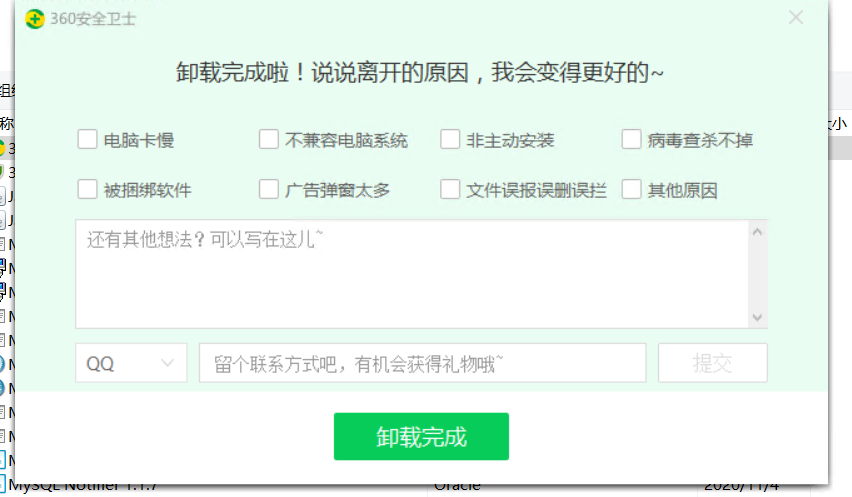 360安全卫士
卸载完成啦！说说离开的原因，我会变得更好的~
电脑卡慢 不兼容电脑系统 非主动安装 病毒查杀不掉
被捆绑软件 广告弹窗太多 文件误报误删误拦 其他原因
还有其他想法？可以写在这儿~
QQ 留个联系方式吧，有机会获得礼物哦~ 提交
卸载完成
MySQL Notifier 1.1.7 Oracle 2020/11/4